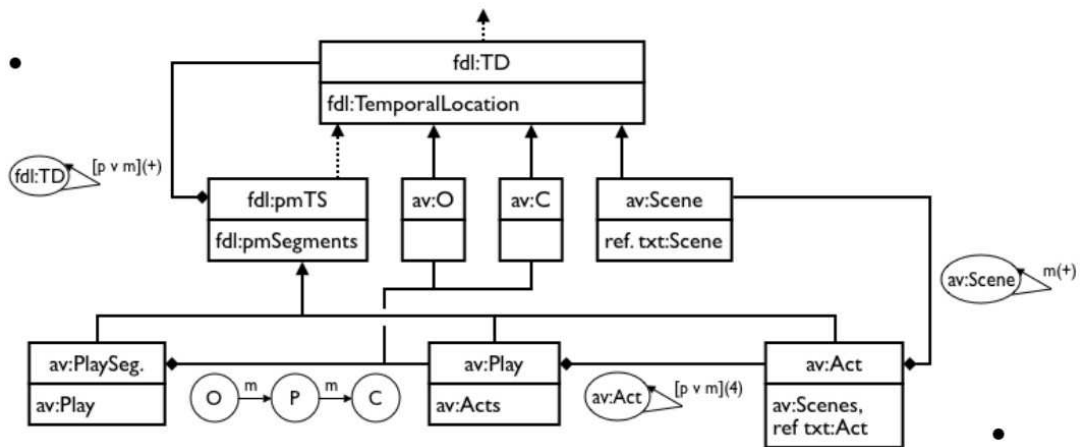 fdl:TD
fdl:TemporalLocation
fdl:TD
[p v m](+)
fdl:pmTS
fdl:pmSegments
av:O
av:C
av:Scene
ref. txt:Scene
av:Scene
m(+)
av:PlaySeg.
av:Play
O
m
P
m
C
av:Play
av:Acts
av:Act
[p v m](4)
av:Act
av:Scenes,
ref txt:Act